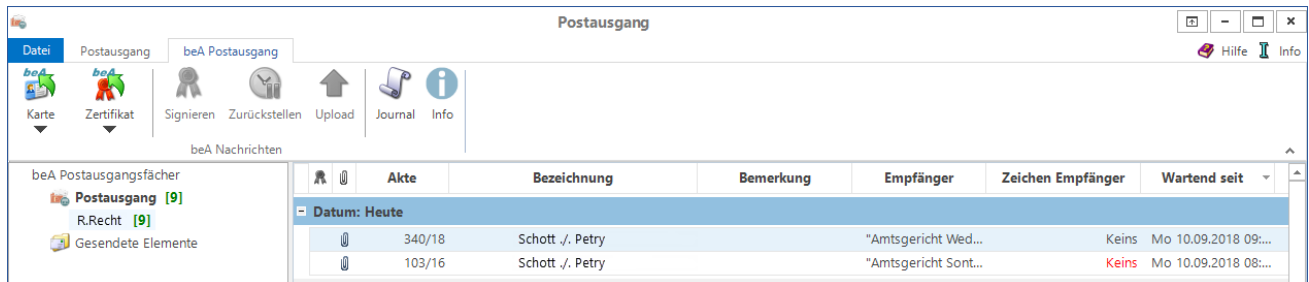 Postausgang
Datei Postausgang beA Postausgang Hilfe Info
beA beA
Karte Zertifikat Signieren Zurückstellen Upload Journal Info
beA Nachrichten
beA Postausgangsfächer
Postausgang [9]
R.Recht [9]
Gesendete Elemente
Akte Bezeichnung Bemerkung Empfänger Zeichen Empfänger Wartend seit
Datum: Heute
340/18 Schott ./. Petry "Amtsgericht Wed... Keins Mo 10.09.2018 09:...
103/16 Schott ./. Petry "Amtsgericht Sont... Keins Mo 10.09.2018 08:...